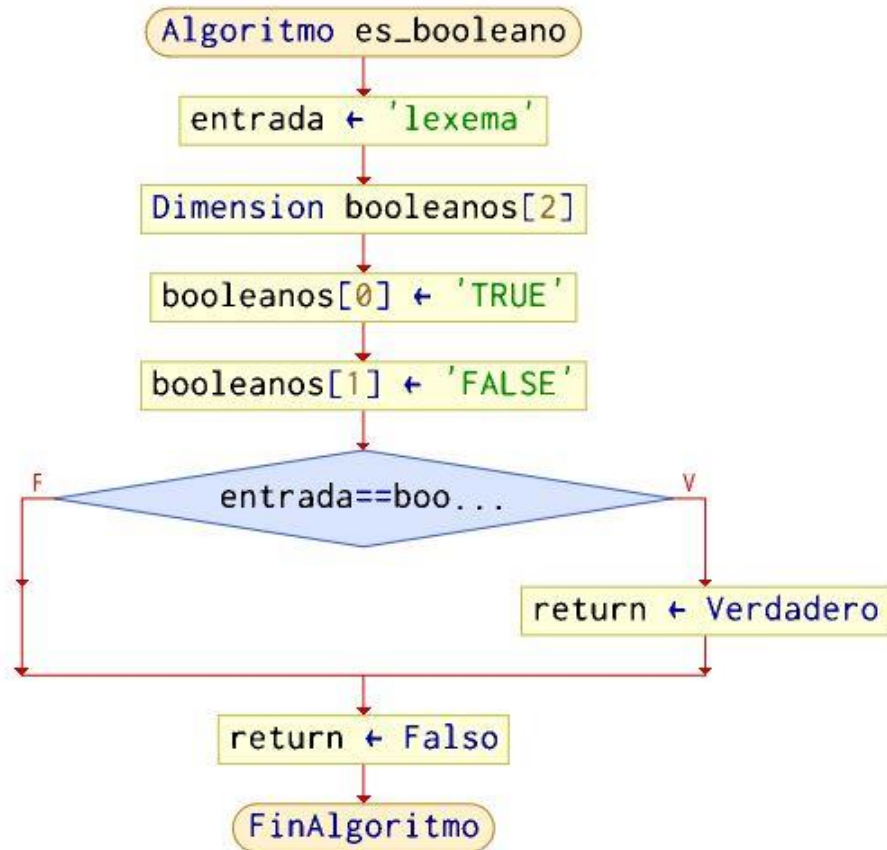 Algoritmo es_booleano
entrada ← 'lexema'
Dimension booleanos[2]
booleanos[0] ← 'TRUE'
booleanos[1] ← 'FALSE'
F
V
entrada==boo...
return ← Verdadero
return ← Falso
FinAlgoritmo